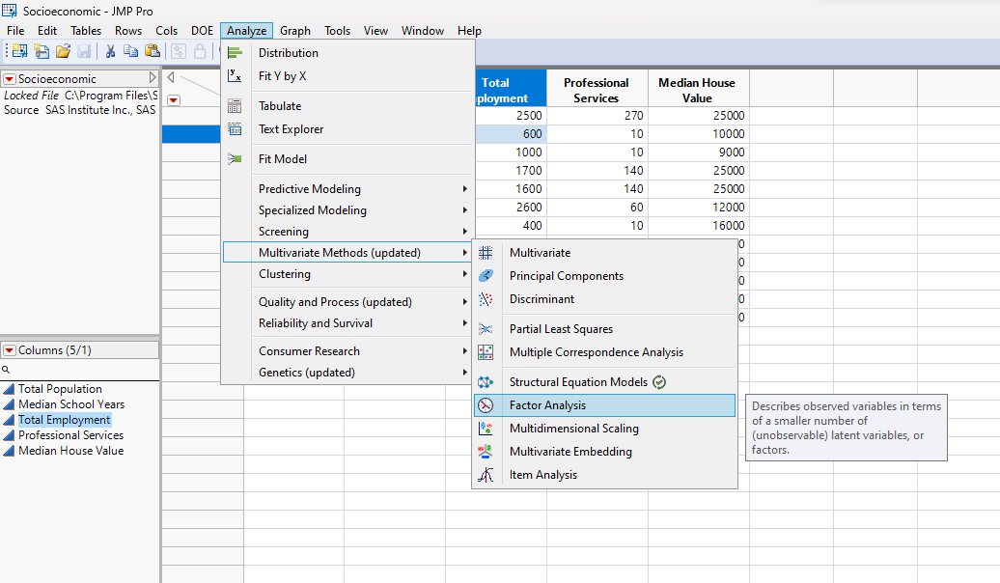 Socioeconomic - JMP Pro
File Edit Tables Rows Cols DOE Analyze Graph Tools View Window Help
Socioeconomic
Locked File C:\Program Files\S
Source SAS Institute Inc., SAS
Distribution
Fit Y by X
Tabulate
Text Explorer
Fit Model
Predictive Modeling
Specialized Modeling
Screening
Multivariate Methods (updated)
Clustering
Quality and Process (updated)
Reliability and Survival
Consumer Research
Genetics (updated)
Total Professional Median House
ployment Services Value
2500 270 25000
600 10 10000
1000 10 9000
1700 140 25000
1600 140 25000
2600 60 12000
400 10 16000
0
0
0
0
0
Multivariate
Principal Components
Discriminant
Partial Least Squares
Multiple Correspondence Analysis
Structural Equation Models
Factor Analysis
Multidimensional Scaling
Multivariate Embedding
Item Analysis
Describes observed variables in terms
of a smaller number of
(unobservable) latent variables, or
factors.
Columns (5/1)
Total Population
Median School Years
Total Employment
Professional Services
Median House Value